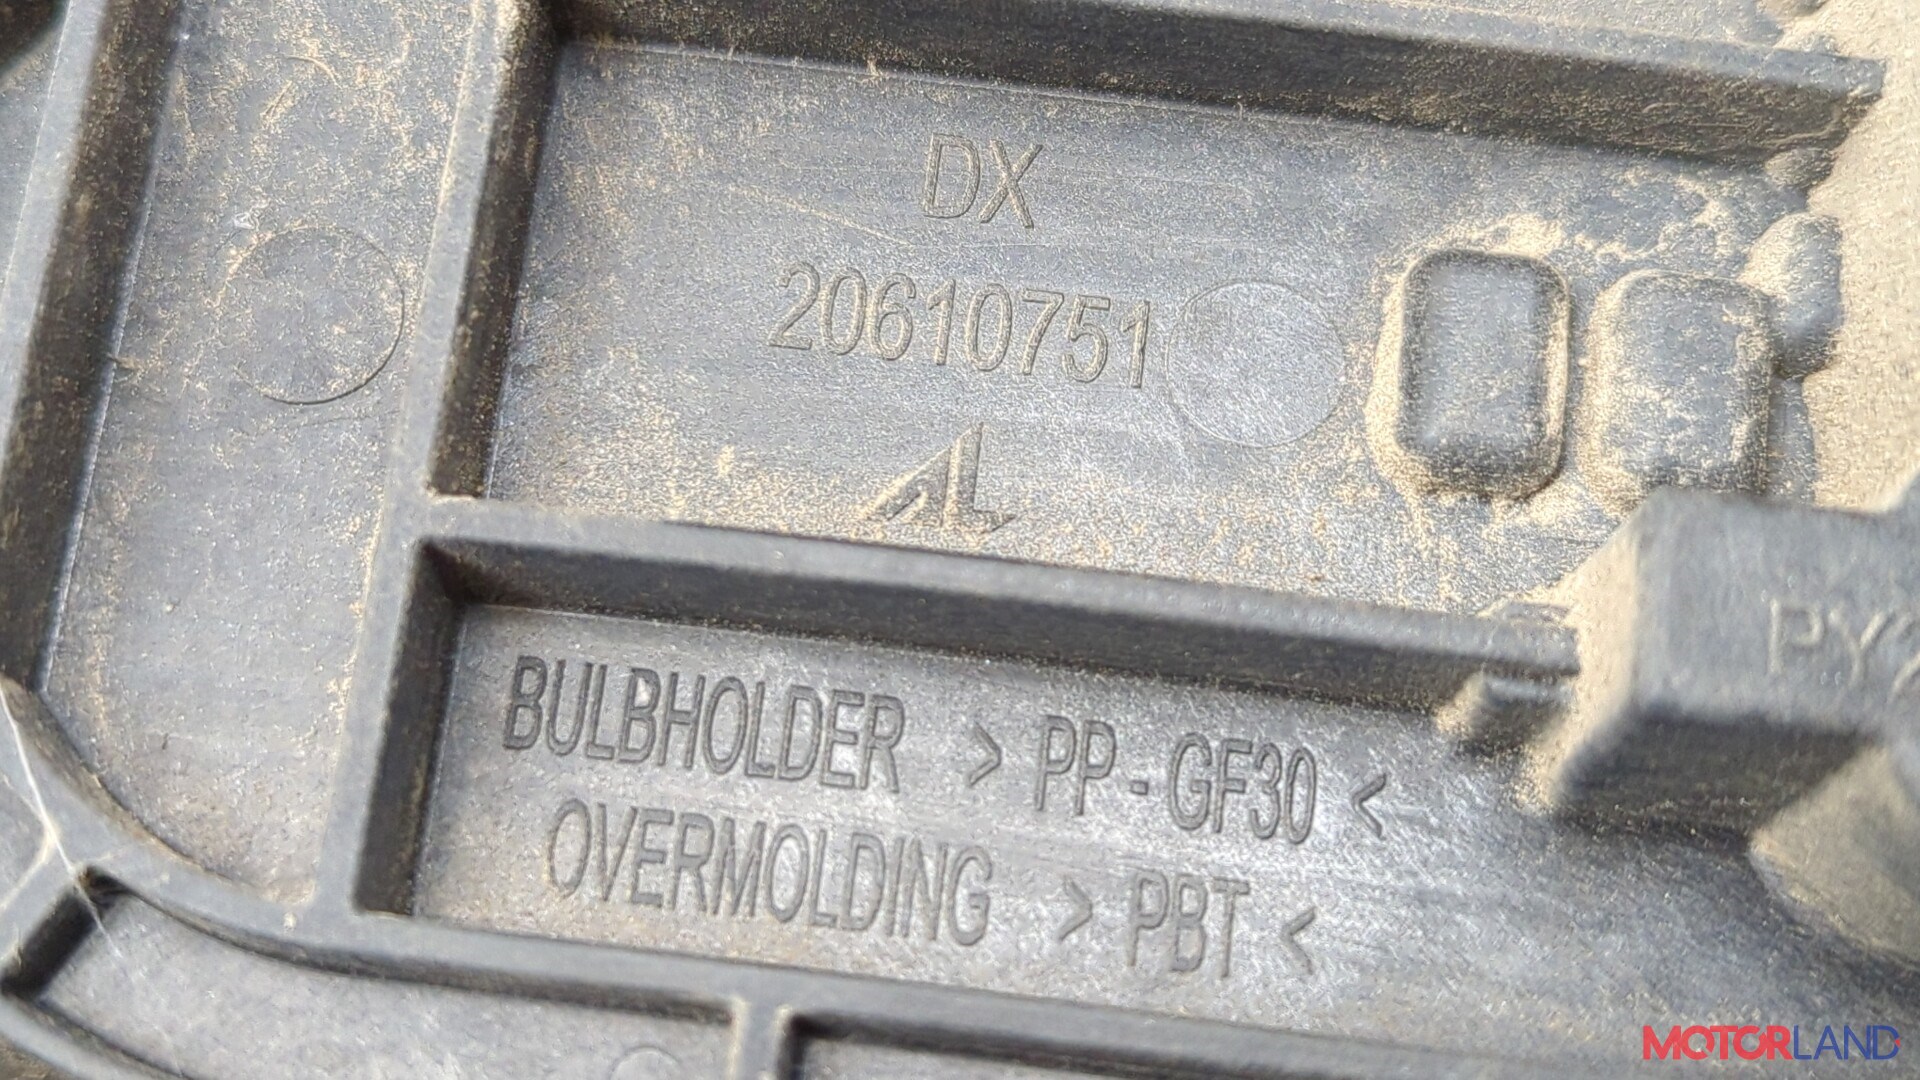 DX
20610751
AL
BULBHOLDER > PP - GF30 <
OVERMOLDING > PBT <
MOTORLAND